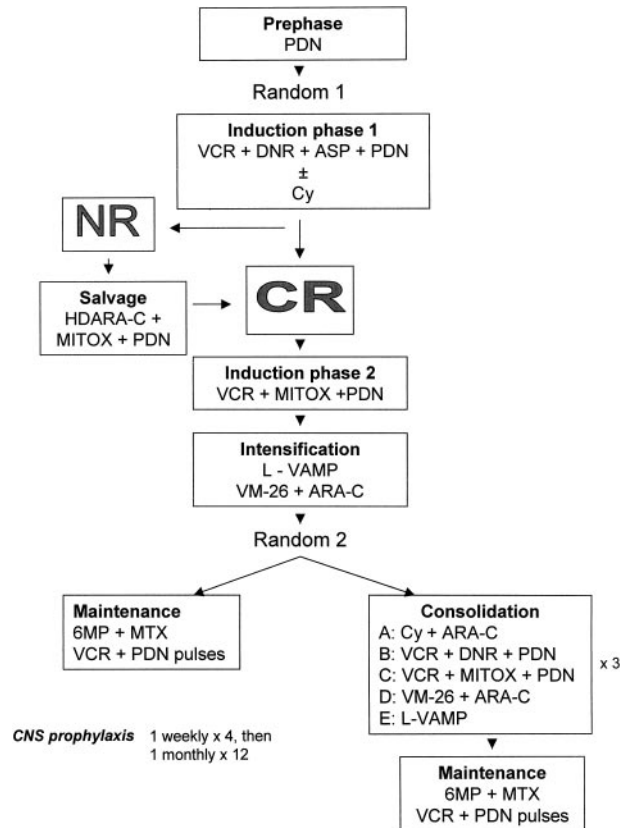 Prephase
PDN
Random 1
Induction phase 1
VCR + DNR + ASP + PDN
±
Cy
NR
CR
Salvage
HDARA-C +
MITOX + PDN
Induction phase 2
VCR + MITOX +PDN
Intensification
L - VAMP
VM-26 + ARA-C
Random 2
Maintenance
6MP + MTX
VCR + PDN pulses
Consolidation
A: Cy + ARA-C
B: VCR + DNR + PDN
C: VCR + MITOX + PDN
D: VM-26 + ARA-C
E: L-VAMP
x 3
CNS prophylaxis 1 weekly x 4, then
1 monthly x 12
Maintenance
6MP + MTX
VCR + PDN pulses